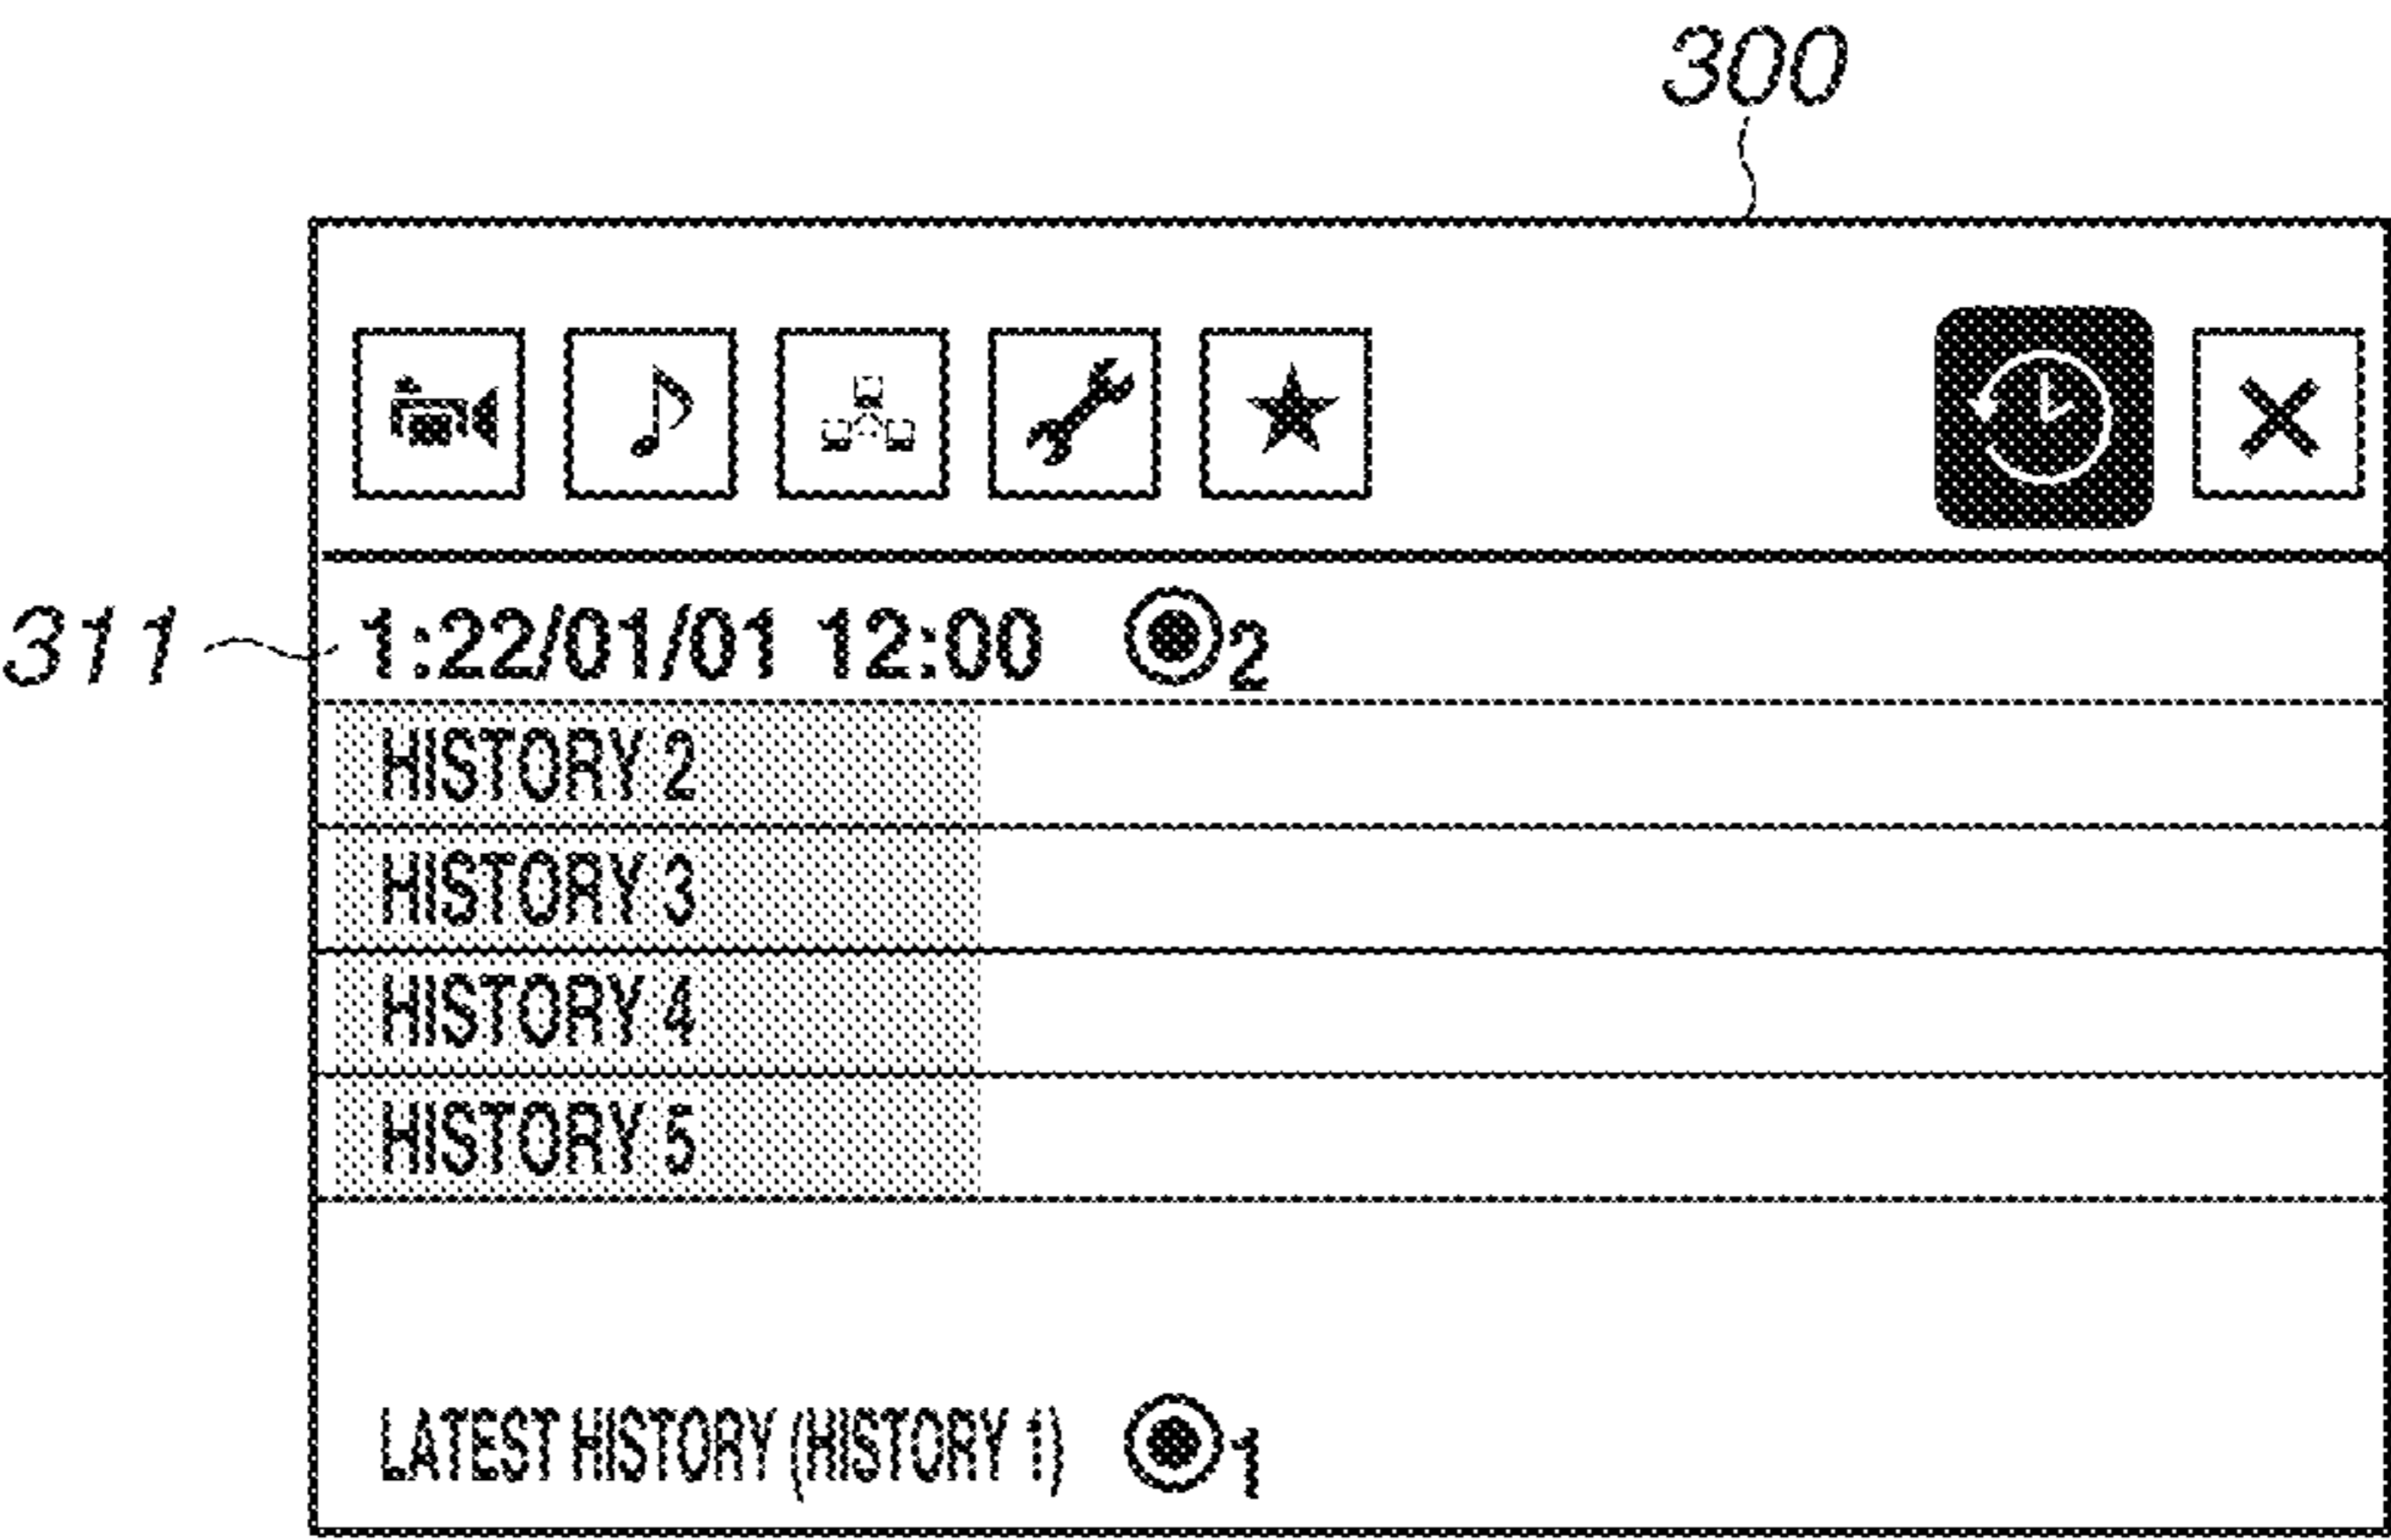 300
311
1:22/01/01 12:00 2
HISTORY 2
HISTORY 3
HISTORY 4
HISTORY 5
LATEST HISTORY (HISTORY 1) 1